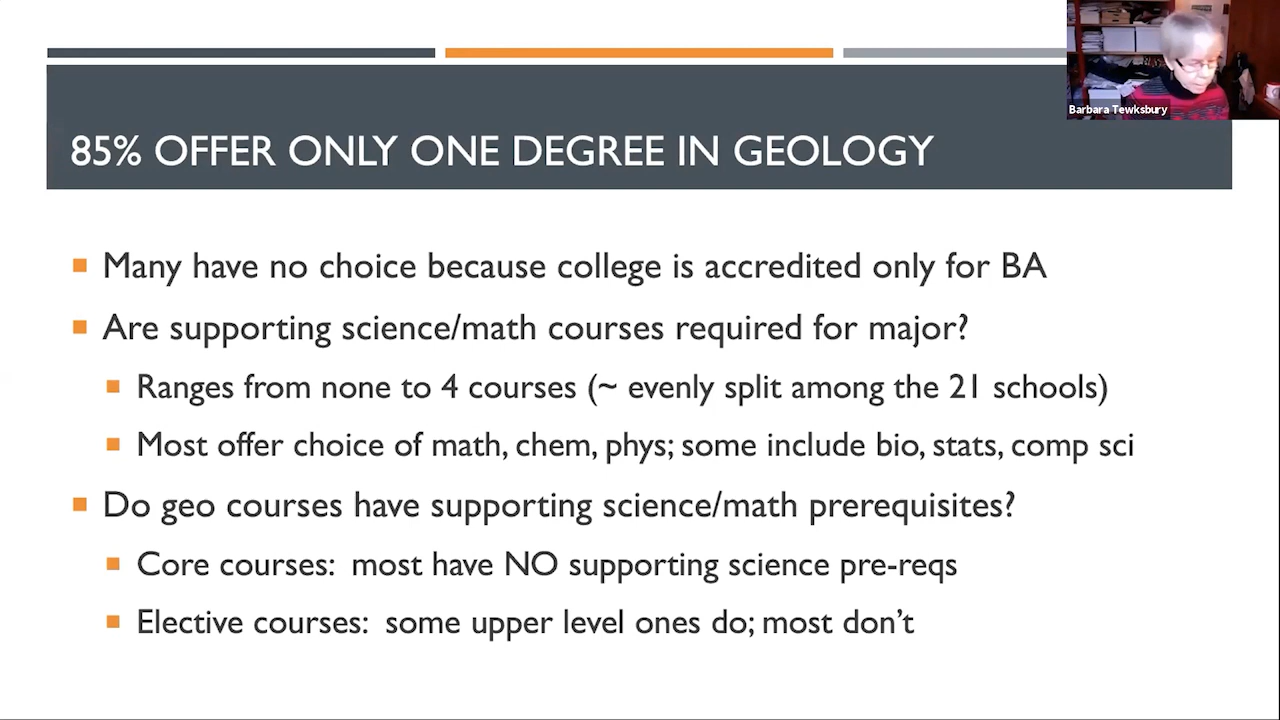 Barbara Tewksbury
85% OFFER ONLY ONE DEGREE IN GEOLOGY
Many have no choice because college is accredited only for BA
Are supporting science/math courses required for major?
Ranges from none to 4 courses (~ evenly split among the 21 schools)
Most offer choice of math, chem, phys; some include bio, stats, comp sci
Do geo courses have supporting science/math prerequisites?
Core courses: most have NO supporting science pre-reqs
Elective courses: some upper level ones do; most don't